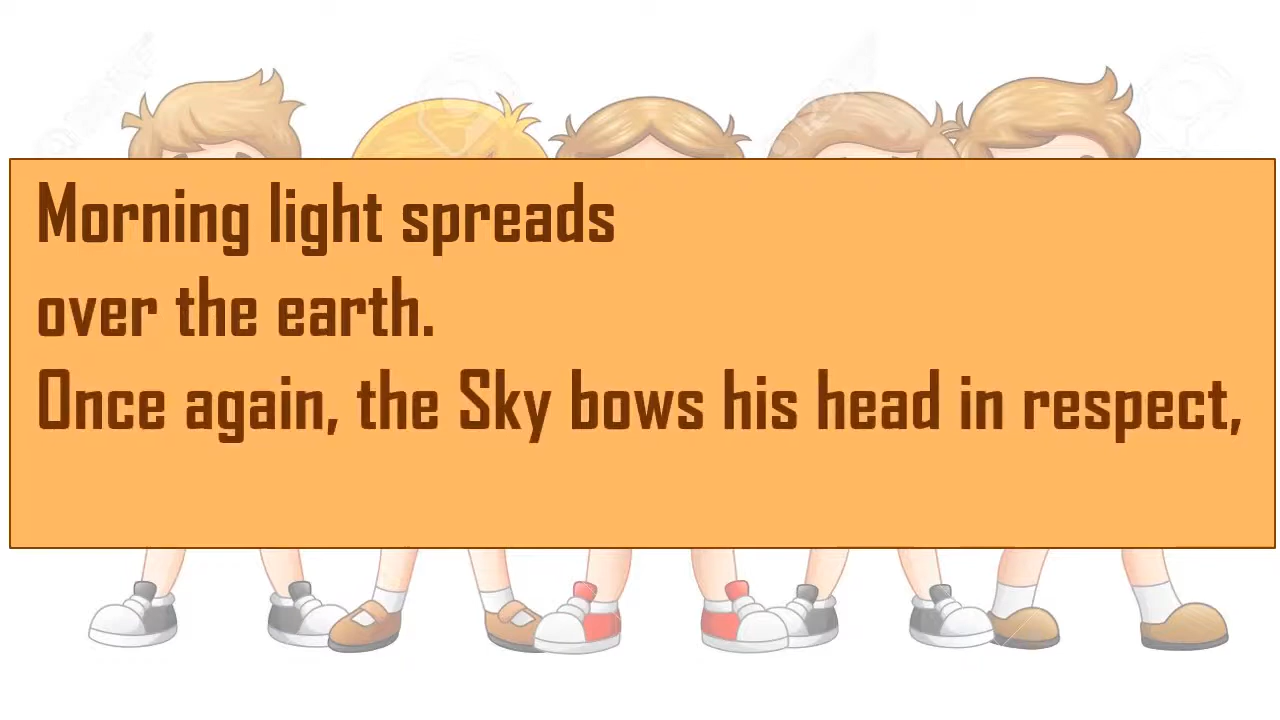 Morning light spreads
over the earth.
Once again, the Sky bows his head in respect,